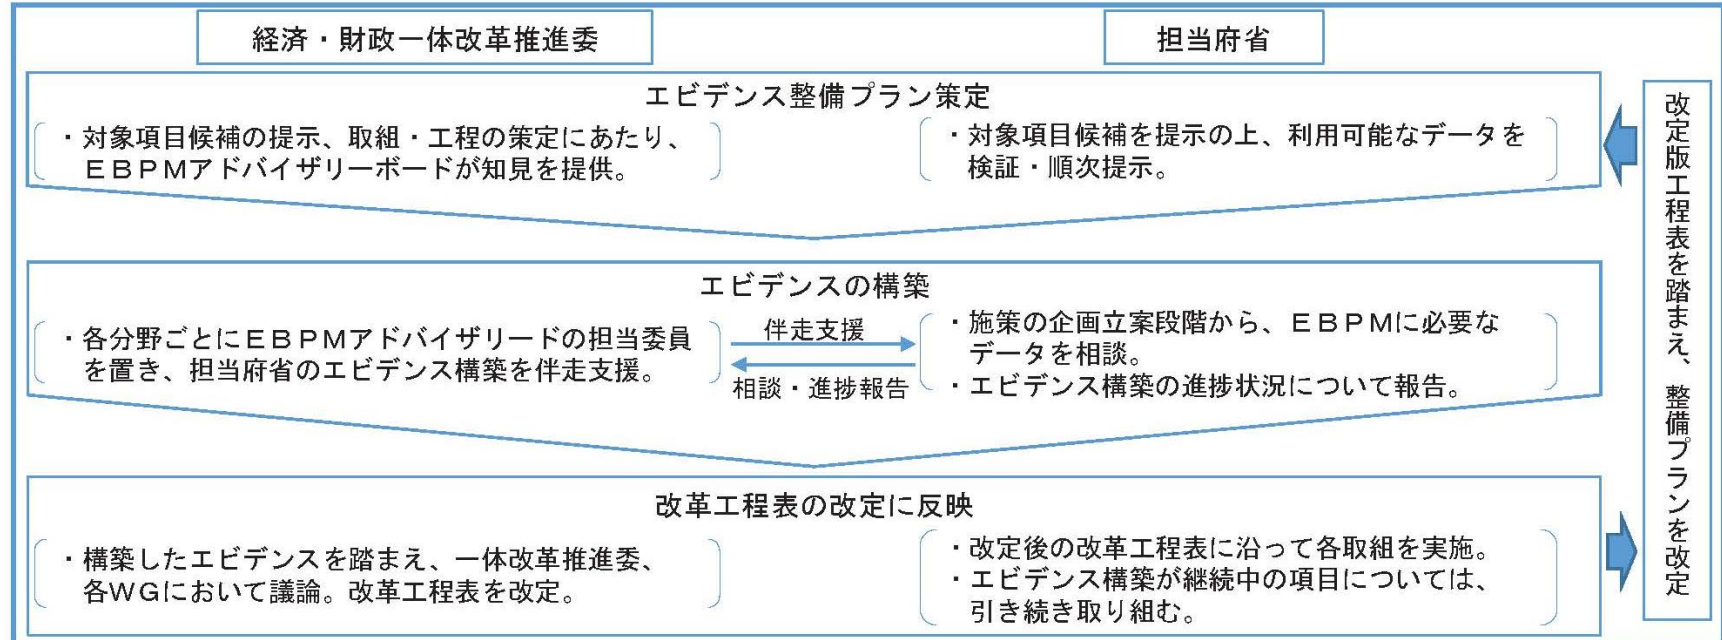 経済・財政一体改革推進委
担当府省
エビデンス整備プラン策定
・対象項目候補の提示、取組・工程の策定にあたり、
ＥＢＰＭアドバイザリーボードが知見を提供。
・対象項目候補を提示の上、利用可能なデータを
検証・順次提示。
エビデンスの構築
・各分野ごとにＥＢＰＭアドバイザリードの担当委員
を置き、担当府省のエビデンス構築を伴走支援。
伴走支援
相談・進捗報告
・施策の企画立案段階から、ＥＢＰＭに必要な
データを相談。
・エビデンス構築の進捗状況について報告。
改革工程表の改定に反映
・構築したエビデンスを踏まえ、一体改革推進委、
各ＷＧにおいて議論。改革工程表を改定。
・改定後の改革工程表に沿って各取組を実施。
・エビデンス構築が継続中の項目については、
引き続き取り組む。
改定版工程表を踏まえ、整備プランを改定